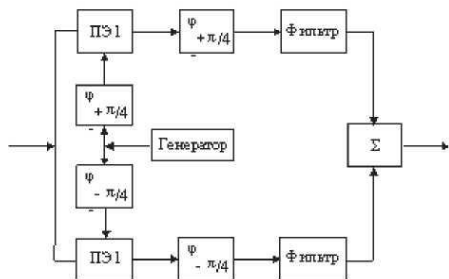 ПЭ1
φ
+ π/4
-
Фильтр
φ
+ π/4
-
Генератор
Σ
φ
- π/4
-
ПЭ1
φ
- π/4
Фильтр